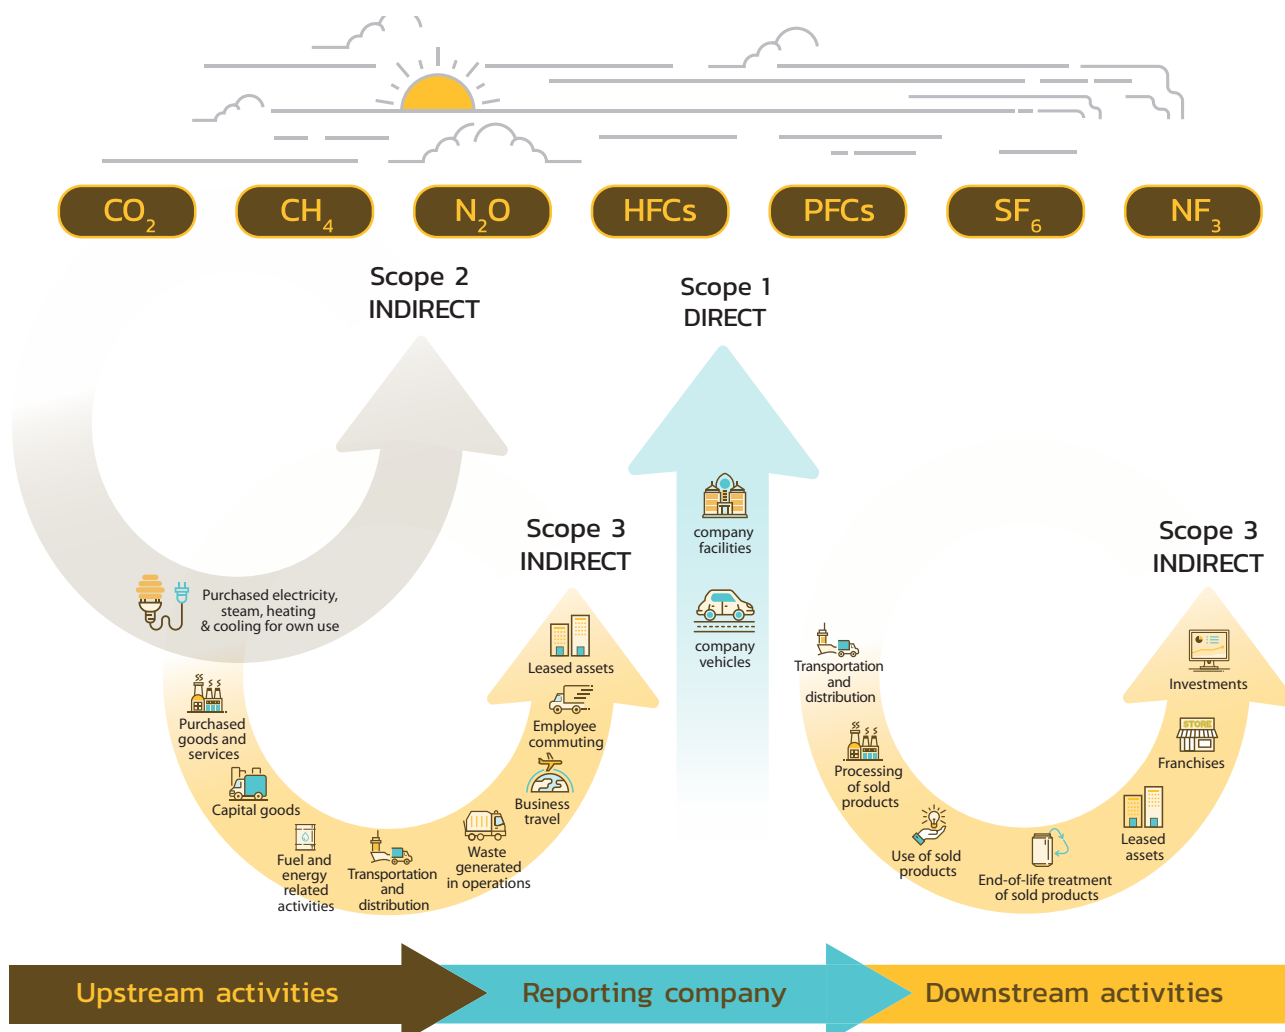 CO2
CH4
N2O
HFCs
PFCs
SF6
NF3
Scope 2
INDIRECT
Scope 1
DIRECT
Scope 3
INDIRECT
Scope 3
INDIRECT
company
facilities
company
vehicles
Purchased electricity,
steam, heating
& cooling for own use
Purchased
goods and
services
Capital goods
Fuel and
energy
related
activities
Transportation
and
distribution
Waste
generated
in operations
Business
travel
Employee
commuting
Leased assets
Transportation
and
distribution
Processing
of sold
products
Use of sold
products
End-of-life treatment
of sold products
Leased
assets
STORE
Franchises
Investments
Upstream activities
Reporting company
Downstream activities